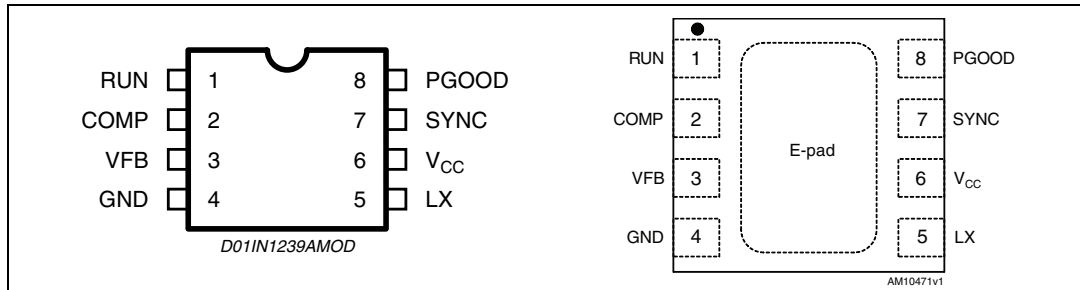 RUN 1 8 PGOOD
COMP 2 7 SYNC
VFB 3 6 VCC
GND 4 5 LX
D01IN1239AMOD
RUN 1 8 PGOOD
COMP 2 7 SYNC
E-pad
VFB 3 6 VCC
GND 4 5 LX
AM10471v1